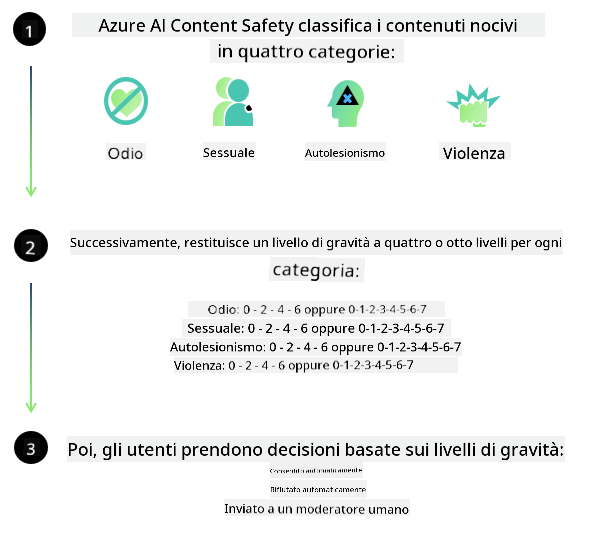 1
Azure AI Content Safety classifica i contenuti nocivi
in quattro categorie:
Odio
Sessuale
Autolesionismo
Violenza
2
Successivamente, restituisce un livello di gravità a quattro o otto livelli per ogni
categoria:
Odio: 0 - 2 - 4 - 6 oppure 0-1-2-3-4-5-6-7
Sessuale: 0 - 2 - 4 - 6 oppure 0-1-2-3-4-5-6-7
Autolesionismo: 0 - 2 - 4 - 6 oppure 0-1-2-3-4-5-6-7
Violenza: 0 - 2 - 4 - 6 oppure 0-1-2-3-4-5-6-7
3
Poi, gli utenti prendono decisioni basate sui livelli di gravità:
Consentito automaticamente
Rifiutato automaticamente
Inviato a un moderatore umano